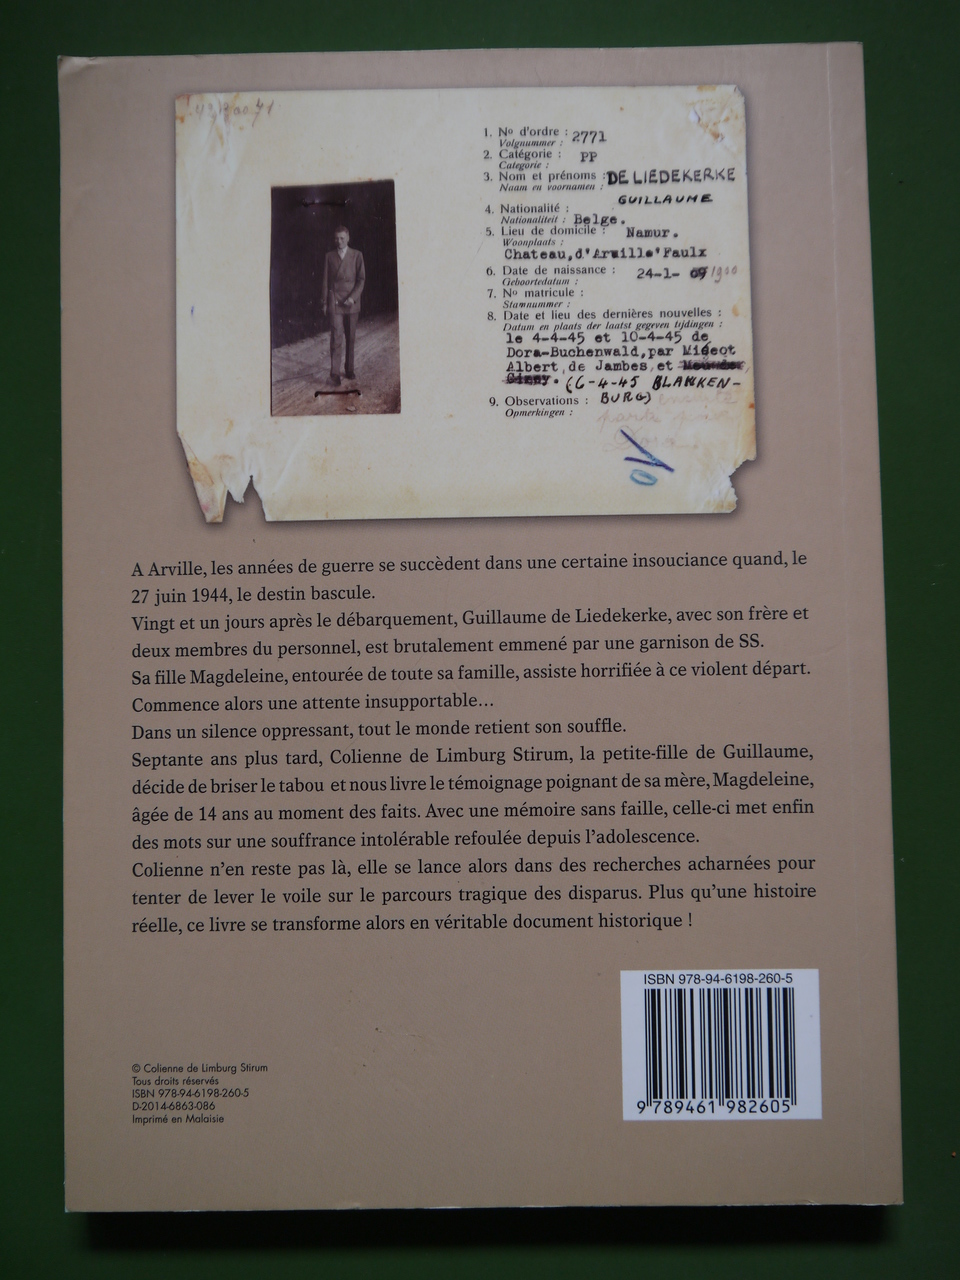 1. Nº d'ordre : 2771
Volgnummer :
2. Catégorie : PP
Categorie :
3. Nom et prénoms : DE LIEDEKERKE
Naam en voornamen :
GUILLAUME
4. Nationalité :
Nationaliteit : Belge.
5. Lieu de domicile : Namur.
Woonplaats :
Chateau,d'Arville'Faulx
6. Date de naissance : 24-1- 09/1900
Geboortedatum :
7. Nº matricule :
Stamnummer :
8. Date et lieu des dernières nouvelles :
Datum en plaats der laatst gegeven tijdingen :
le 4-4-45 et 10-4-45 de
Dora-Buchenwald,par Migeot
Albert,de Jambes,et
(6-4-45 BLANKEN-
9. Observations : BURG) ensuite
Opmerkingen :
A Arville, les années de guerre se succèdent dans une certaine insouciance quand, le
27 juin 1944, le destin bascule.
Vingt et un jours après le débarquement, Guillaume de Liedekerke, avec son frère et
deux membres du personnel, est brutalement emmené par une garnison de SS.
Sa fille Magdeleine, entourée de toute sa famille, assiste horrifiée à ce violent départ.
Commence alors une attente insupportable…
Dans un silence oppressant, tout le monde retient son souffle.
Septante ans plus tard, Colienne de Limburg Stirum, la petite-fille de Guillaume,
décide de briser le tabou et nous livre le témoignage poignant de sa mère, Magdeleine,
âgée de 14 ans au moment des faits. Avec une mémoire sans faille, celle-ci met enfin
des mots sur une souffrance intolérable refoulée depuis l'adolescence.
Colienne n'en reste pas là, elle se lance alors dans des recherches acharnées pour
tenter de lever le voile sur le parcours tragique des disparus. Plus qu'une histoire
réelle, ce livre se transforme alors en véritable document historique !
ISBN 978-94-6198-260-5
9 789461 982605
© Colienne de Limburg Stirum
Tous droits réservés
ISBN 978-94-6198-260-5
D-2014-6863-086
Imprimé en Malaisie